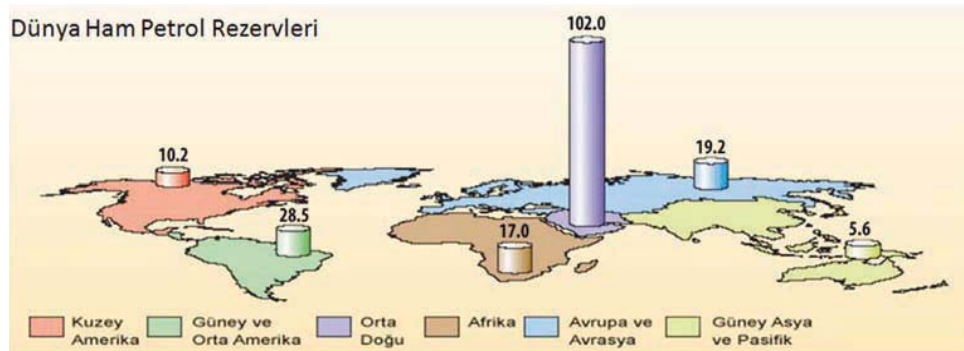 Dünya Ham Petrol Rezervleri
102.0
10.2
19.2
28.5
17.0
5.6
Kuzey
Amerika
Güney ve
Orta Amerika
Orta
Doğu
Afrika
Avrupa ve
Avrasya
Güney Asya
ve Pasifik